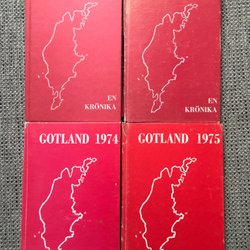 EN
KRÖNIKA
EN
KRÖNIKA
GOTLAND 1974
GOTLAND 1975